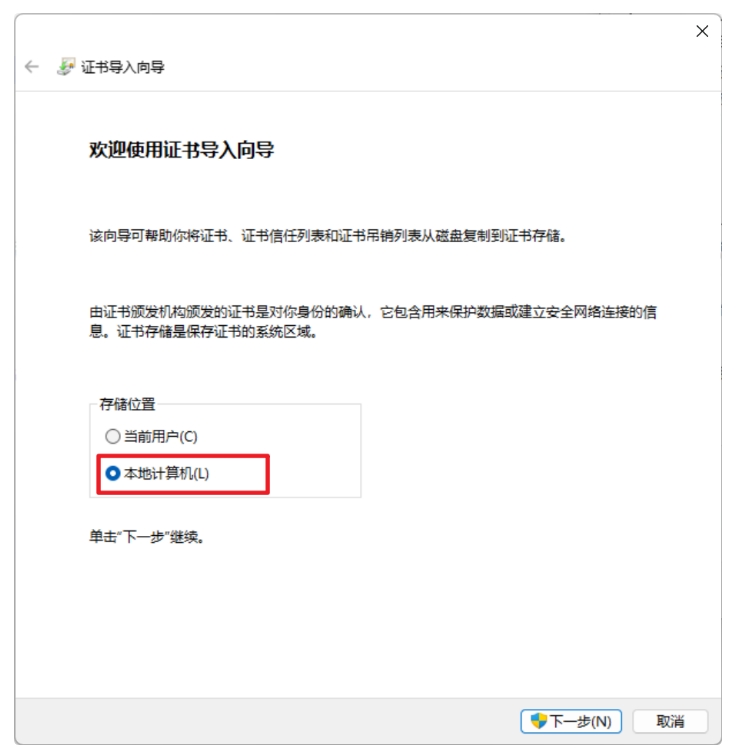 证书导入向导
欢迎使用证书导入向导
该向导可帮助你将证书、证书信任列表和证书吊销列表从磁盘复制到证书存储。
由证书颁发机构颁发的证书是对你身份的确认，它包含用来保护数据或建立安全网络连接的信
息。证书存储是保存证书的系统区域。
存储位置
当前用户(C)
本地计算机(L)
单击“下一步”继续。
下一步(N)
取消